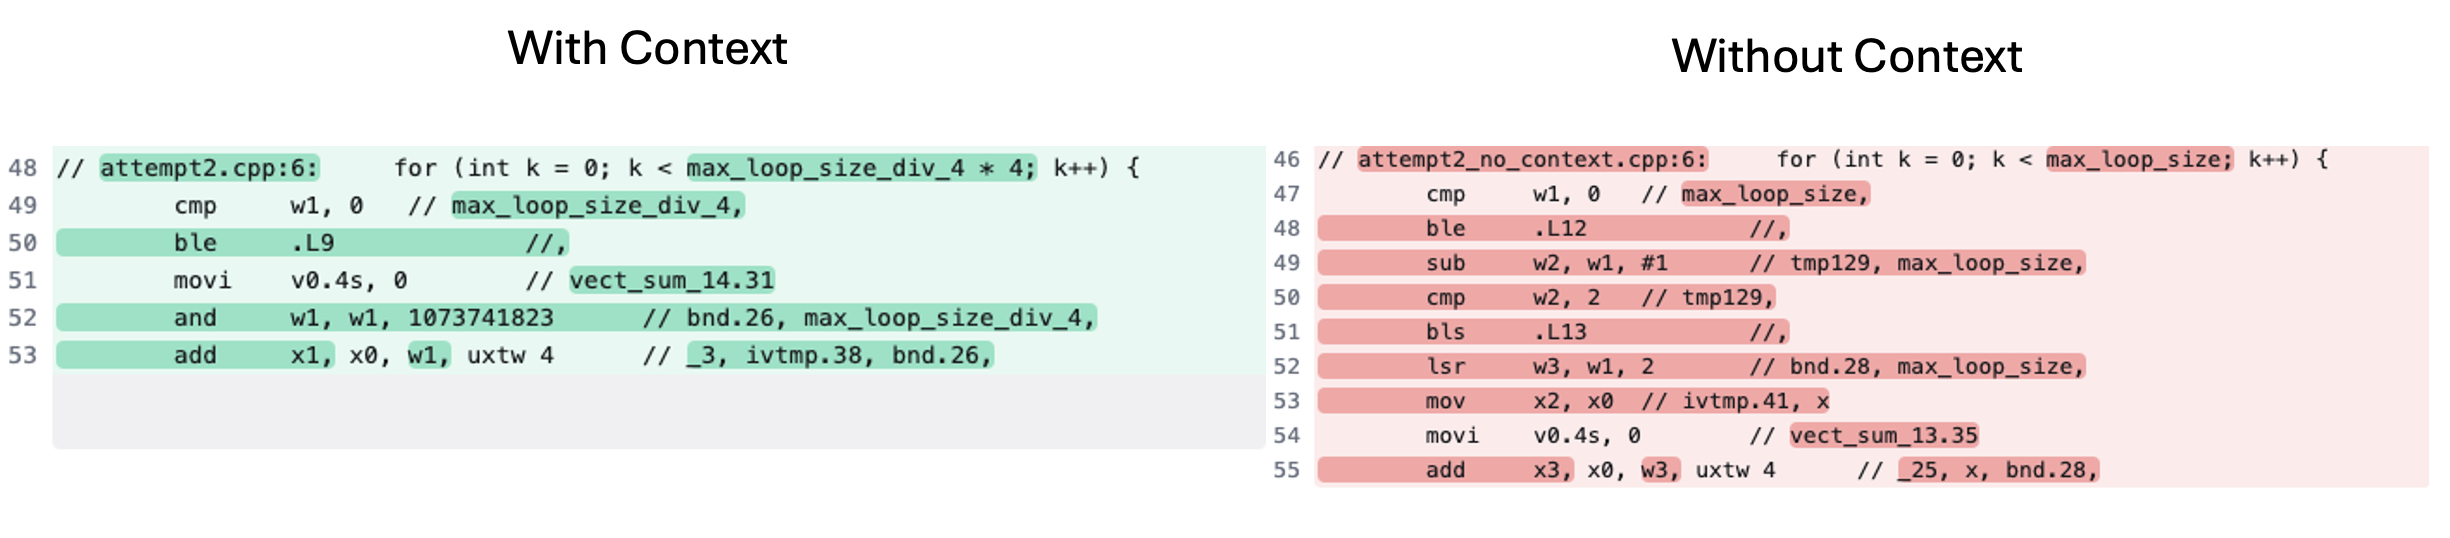 With Context
48 // attempt2.cpp:6:     for (int k = 0; k < max_loop_size_div_4 * 4; k++) {
49        cmp     w1, 0   // max_loop_size_div_4,
50        ble     .L9             //,
51        movi    v0.4s, 0        // vect_sum_14.31
52        and     w1, w1, 1073741823      // bnd.26, max_loop_size_div_4,
53        add     x1, x0, w1, uxtw 4      // _3, ivtmp.38, bnd.26,
Without Context
46 // attempt2_no_context.cpp:6:     for (int k = 0; k < max_loop_size; k++) {
47        cmp     w1, 0   // max_loop_size,
48        ble     .L12            //,
49        sub     w2, w1, #1      // tmp129, max_loop_size,
50        cmp     w2, 2   // tmp129,
51        bls     .L13            //,
52        lsr     w3, w1, 2       // bnd.28, max_loop_size,
53        mov     x2, x0  // ivtmp.41, x
54        movi    v0.4s, 0        // vect_sum_13.35
55        add     x3, x0, w3, uxtw 4      // _25, x, bnd.28,